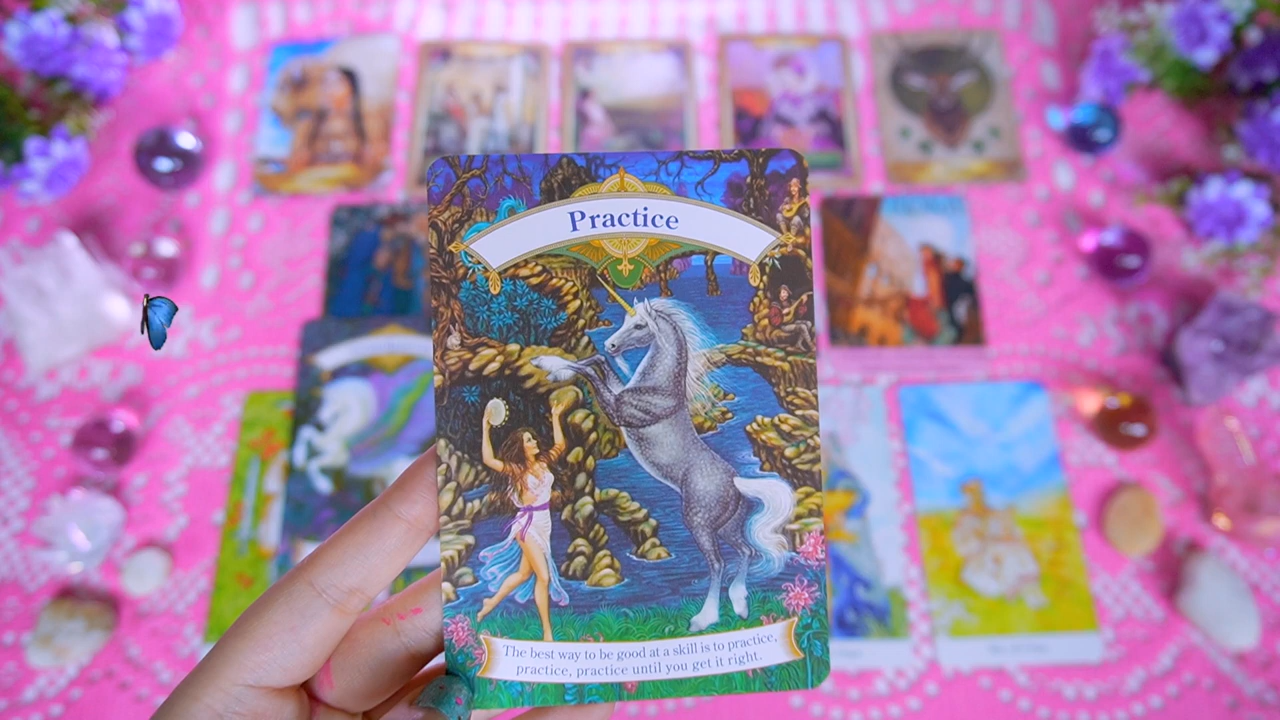 Practice
The best way to be good at a skill is to practice,
practice, practice until you get it right.